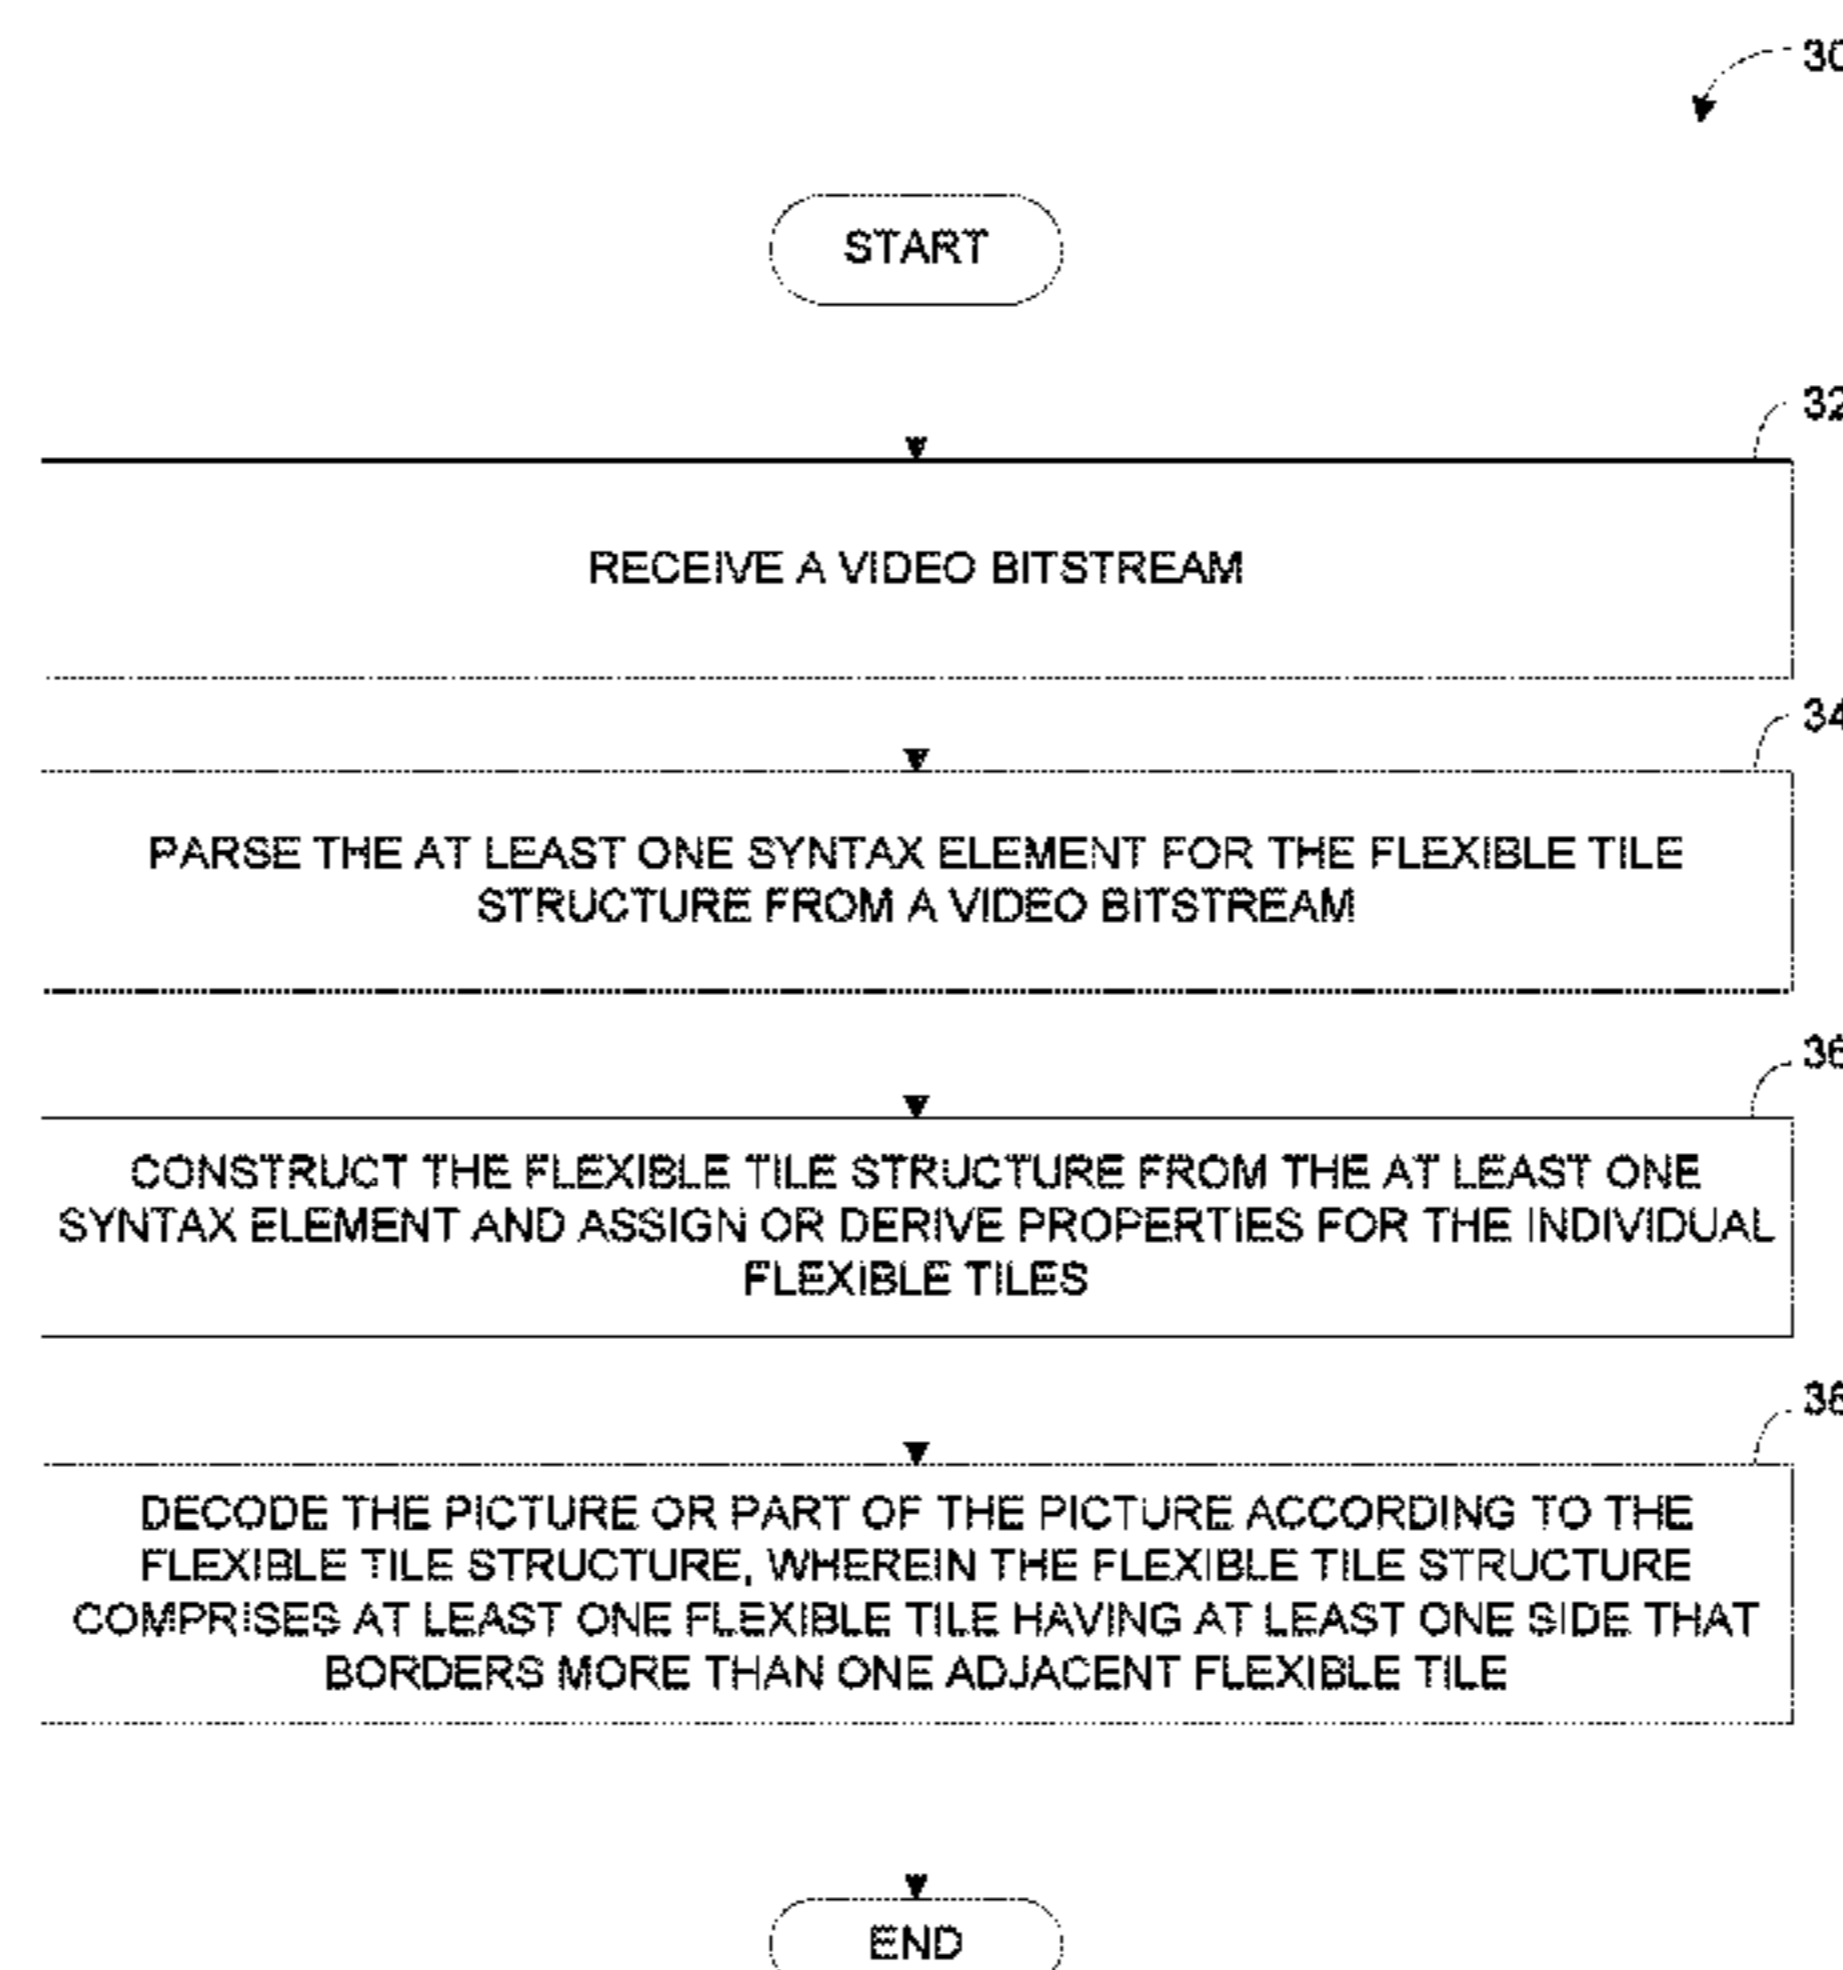 30
START
32
RECEIVE A VIDEO BITSTREAM
34
PARSE THE AT LEAST ONE SYNTAX ELEMENT FOR THE FLEXIBLE TILE
STRUCTURE FROM A VIDEO BITSTREAM
36
CONSTRUCT THE FLEXIBLE TILE STRUCTURE FROM THE AT LEAST ONE
SYNTAX ELEMENT AND ASSIGN OR DERIVE PROPERTIES FOR THE INDIVIDUAL
FLEXIBLE TILES
DECODE THE PICTURE OR PART OF THE PICTURE ACCORDING TO THE
FLEXIBLE TILE STRUCTURE, WHEREIN THE FLEXIBLE TILE STRUCTURE
COMPRISES AT LEAST ONE FLEXIBLE TILE HAVING AT LEAST ONE SIDE THAT
BORDERS MORE THAN ONE ADJACENT FLEXIBLE TILE
END